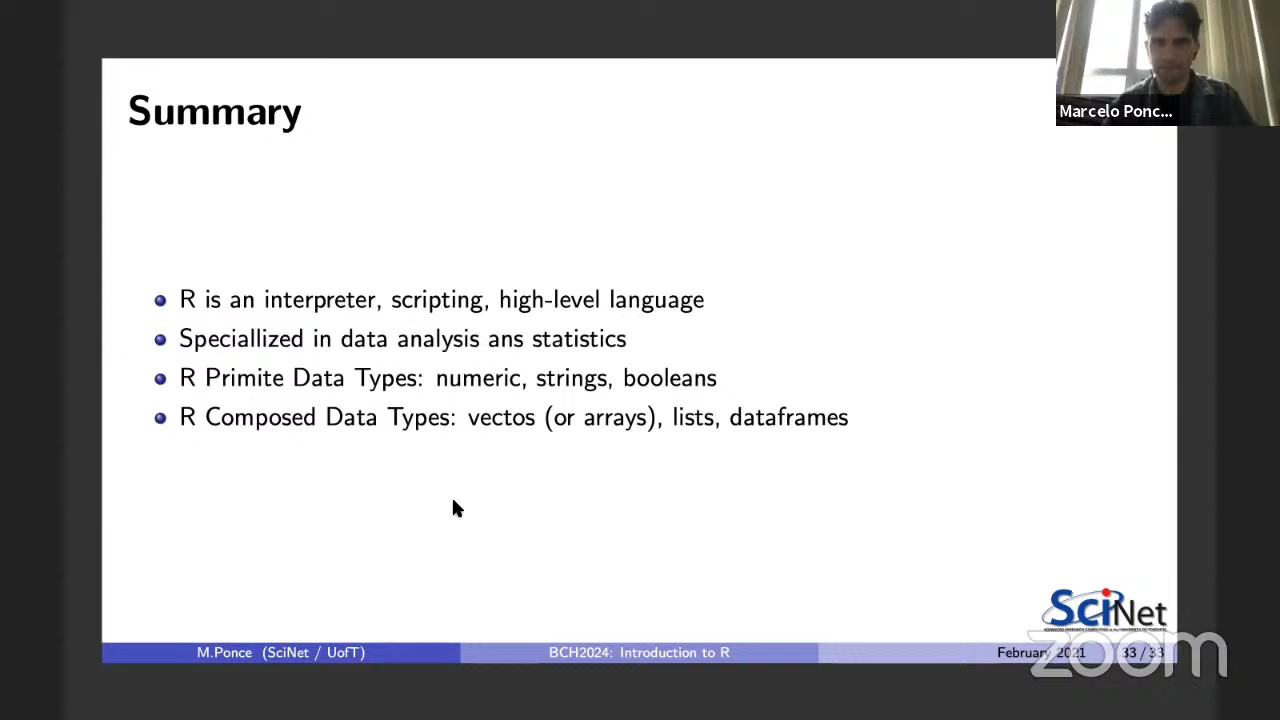 Marcelo Ponc...
Summary
R is an interpreter, scripting, high-level language
Speciallized in data analysis ans statistics
R Primite Data Types: numeric, strings, booleans
R Composed Data Types: vectos (or arrays), lists, dataframes
SciNet
M.Ponce (SciNet / UofT)
BCH2024: Introduction to R
February 2021
33 / 33
zoom